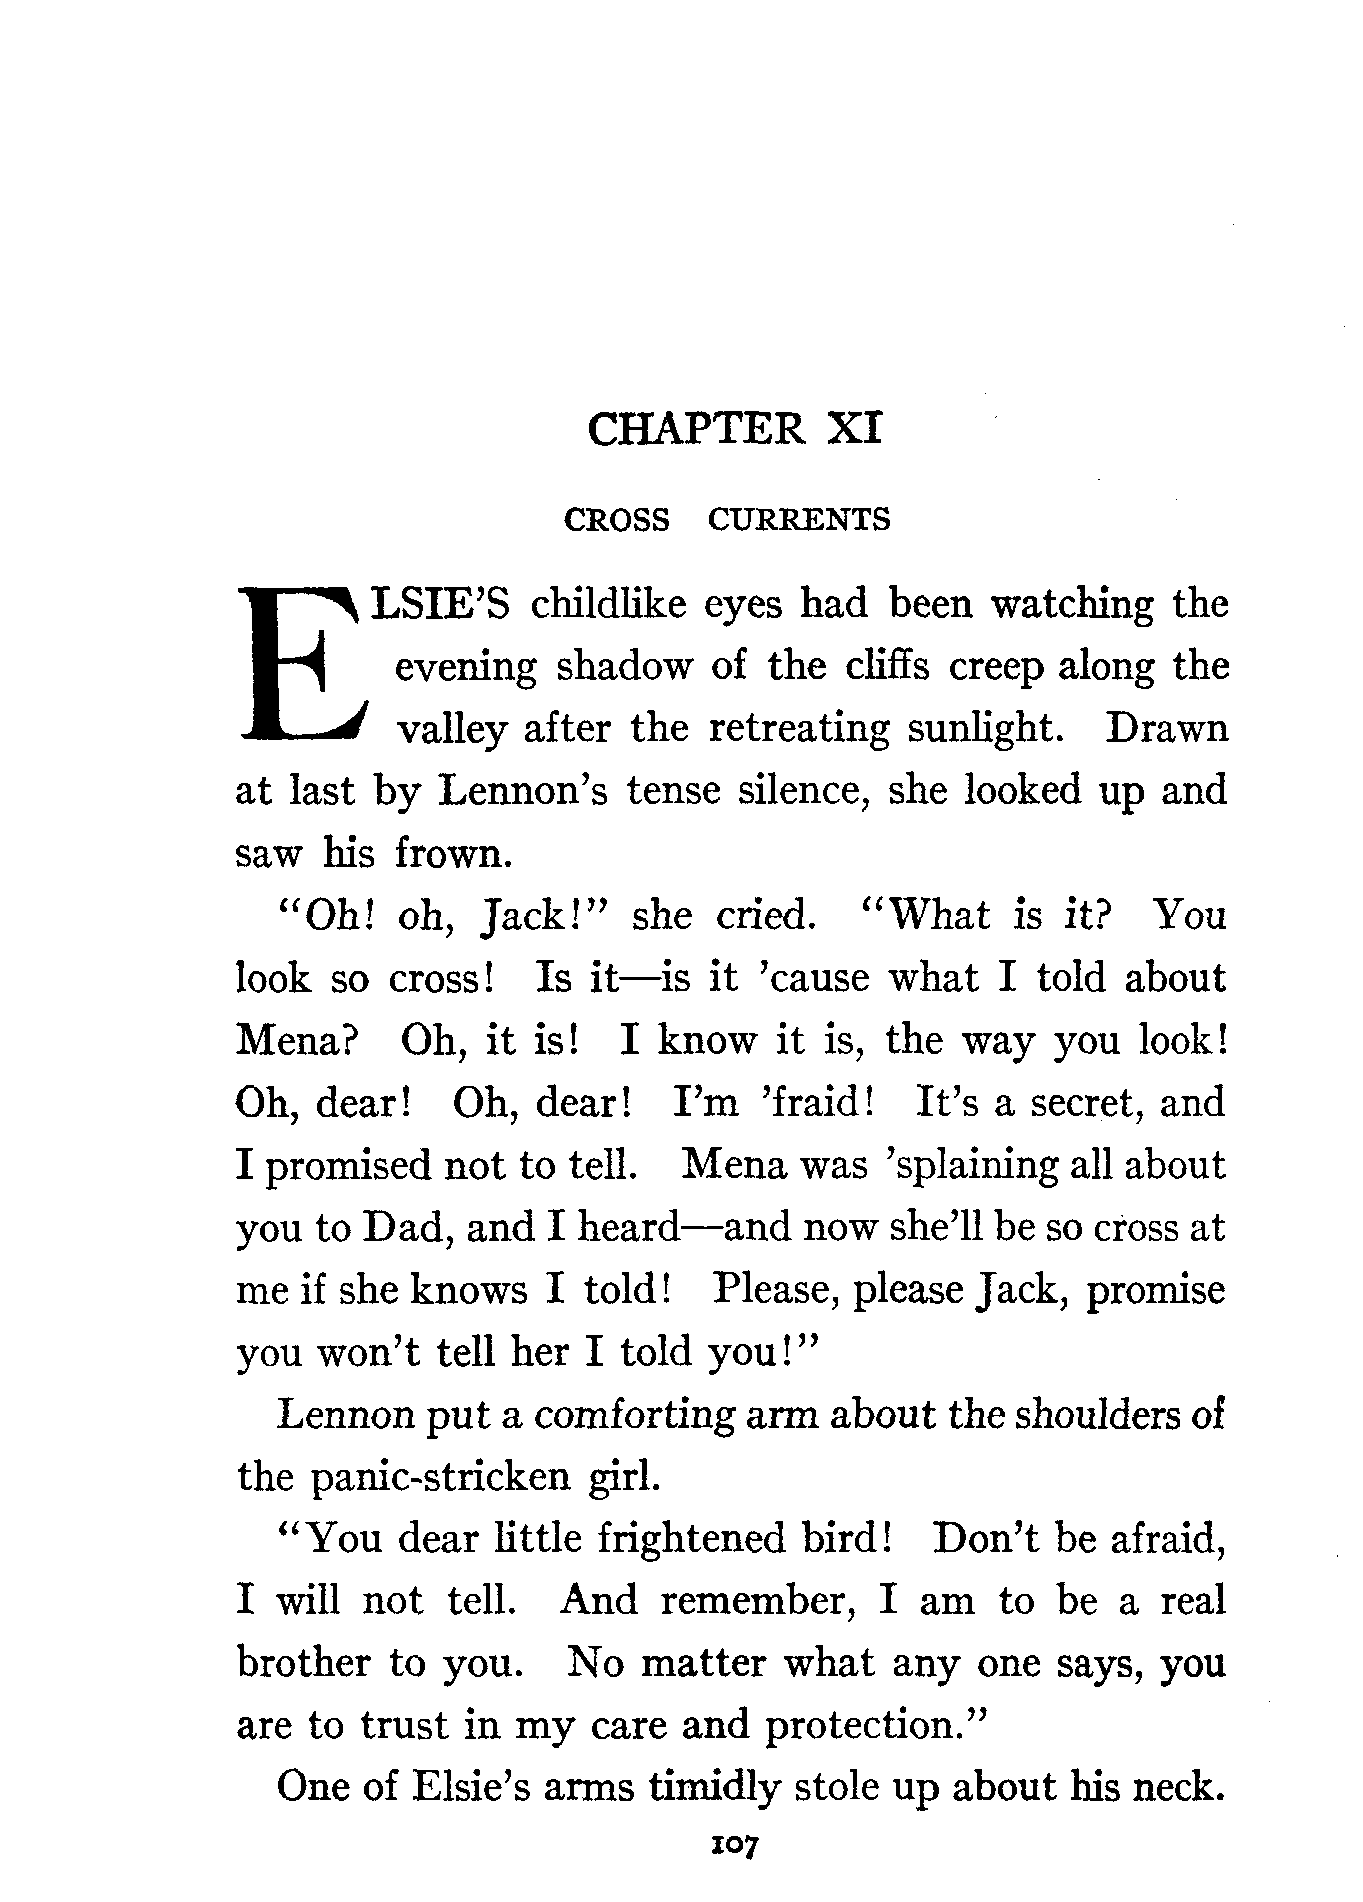 CHAPTER XI
CROSS CURRENTS
ELSIE'S childlike eyes had been watching the
evening shadow of the cliffs creep along the
valley after the retreating sunlight. Drawn
at last by Lennon's tense silence, she looked up and
saw his frown.
"Oh! oh, Jack!" she cried. "What is it? You
look so cross! Is it—is it 'cause what I told about
Mena? Oh, it is! I know it is, the way you look!
Oh, dear! Oh, dear! I'm 'fraid! It's a secret, and
I promised not to tell. Mena was 'splaining all about
you to Dad, and I heard—and now she'll be so cross at
me if she knows I told! Please, please Jack, promise
you won't tell her I told you!"
Lennon put a comforting arm about the shoulders of
the panic-stricken girl.
"You dear little frightened bird! Don't be afraid,
I will not tell. And remember, I am to be a real
brother to you. No matter what any one says, you
are to trust in my care and protection."
One of Elsie's arms timidly stole up about his neck.
107